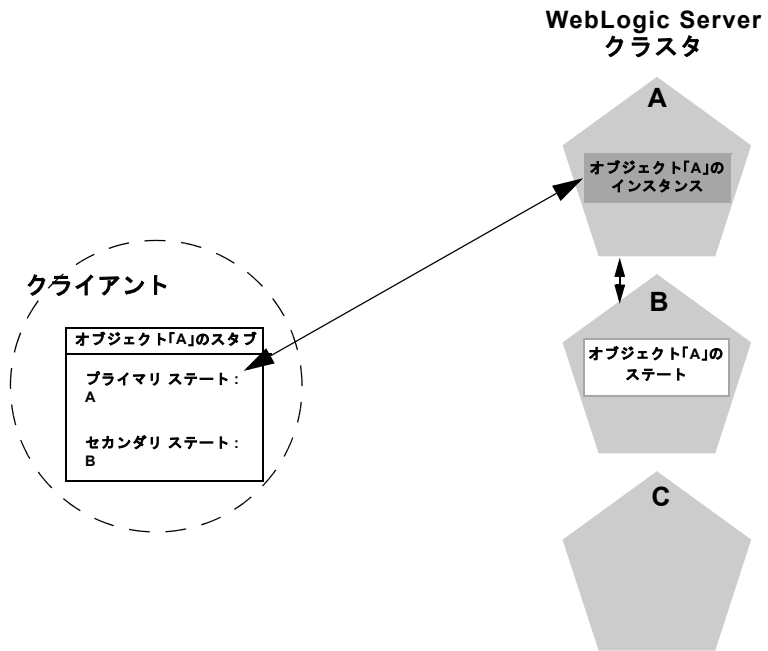 WebLogic Server
クラスタ
A
オブジェクト「A」の
インスタンス
クライアント
オブジェクト「A」のスタブ
プライマリ ステート :
A
セカンダリ ステート :
B
B
オブジェクト「A」の
ステート
C